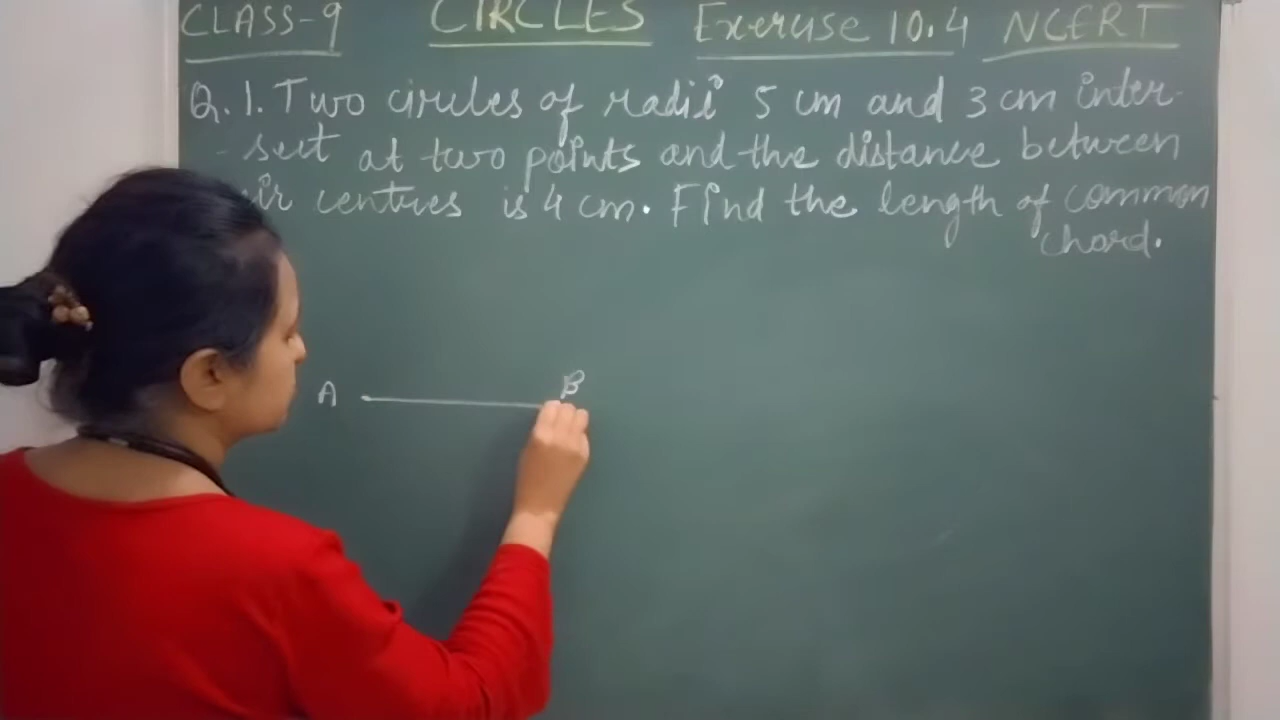 CLASS-9 CIRCLES Exercise 10.4 NCERT
Q.1. Two circles of radii 5 cm and 3 cm inter-
-sect at two points and the distance between
centres is 4 cm. Find the length of common
chord.
A B